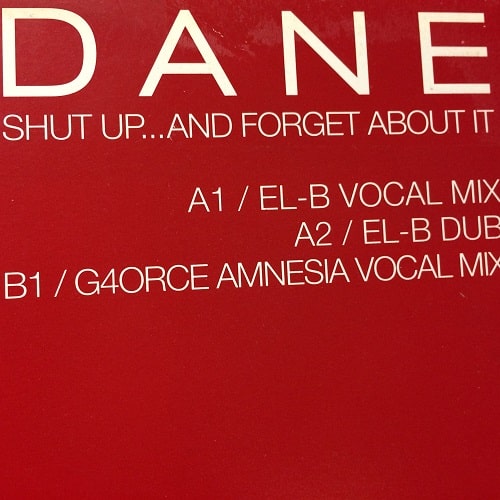 DANE
SHUT UP...AND FORGET ABOUT IT
A1 / EL-B VOCAL MIX
A2 / EL-B DUB
B1 / G4ORCE AMNESIA VOCAL MIX